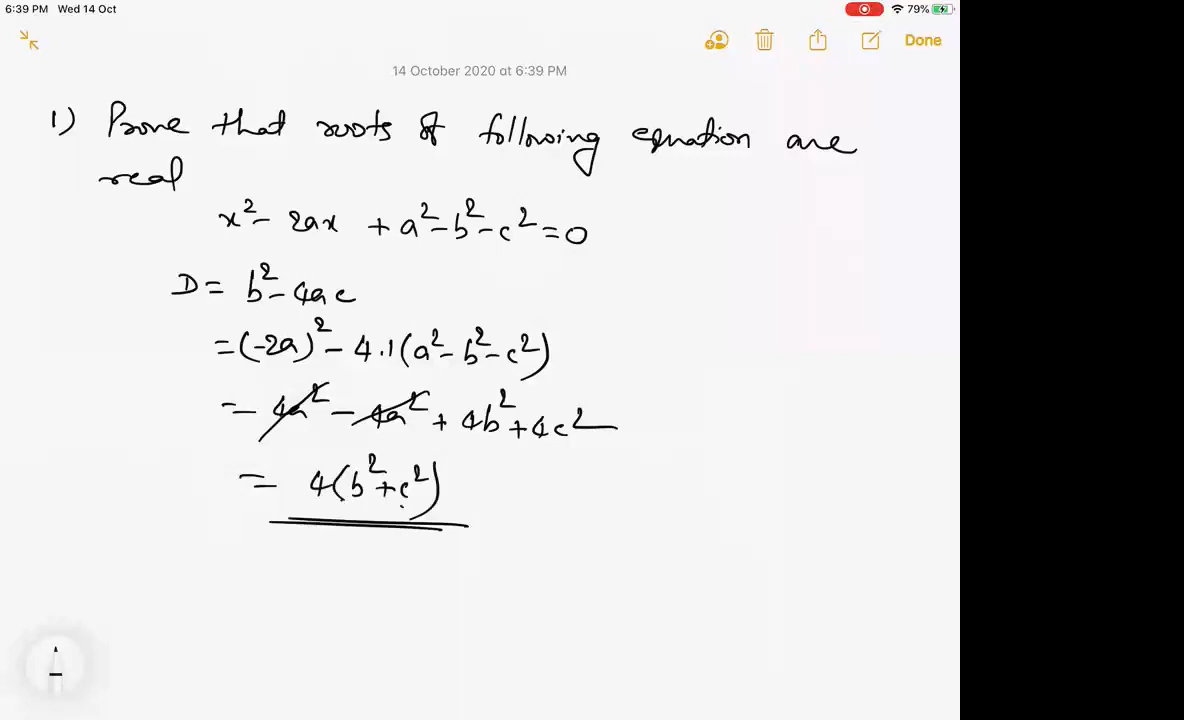 6:39 PM Wed 14 Oct 79%
Done
14 October 2020 at 6:39 PM
1) Prove that roots of following equation are
real
x² - 2ax + a² - b² - c² = 0
D = b² - 4ac
= (-2a)² - 4.1(a² - b² - c²)
= 4a² - 4a² + 4b² + 4c²
= 4(b² + c²)